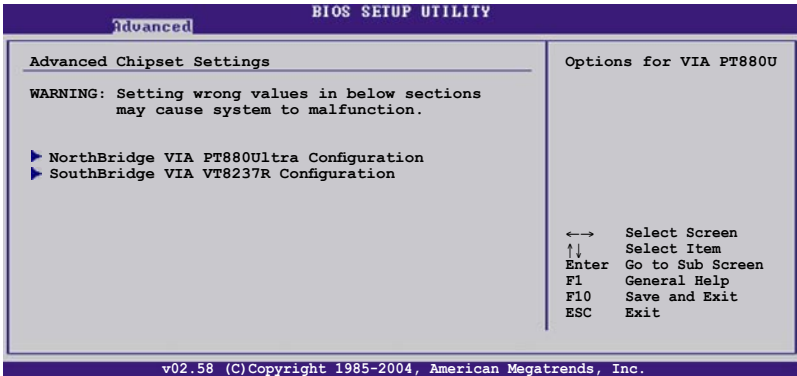 BIOS SETUP UTILITY
Advanced
Advanced Chipset Settings
WARNING: Setting wrong values in below sections
may cause system to malfunction.
NorthBridge VIA PT880Ultra Configuration
SouthBridge VIA VT8237R Configuration
Options for VIA PT880U
←→ Select Screen
↑↓ Select Item
Enter Go to Sub Screen
F1 General Help
F10 Save and Exit
ESC Exit
v02.58 (C)Copyright 1985-2004, American Megatrends, Inc.